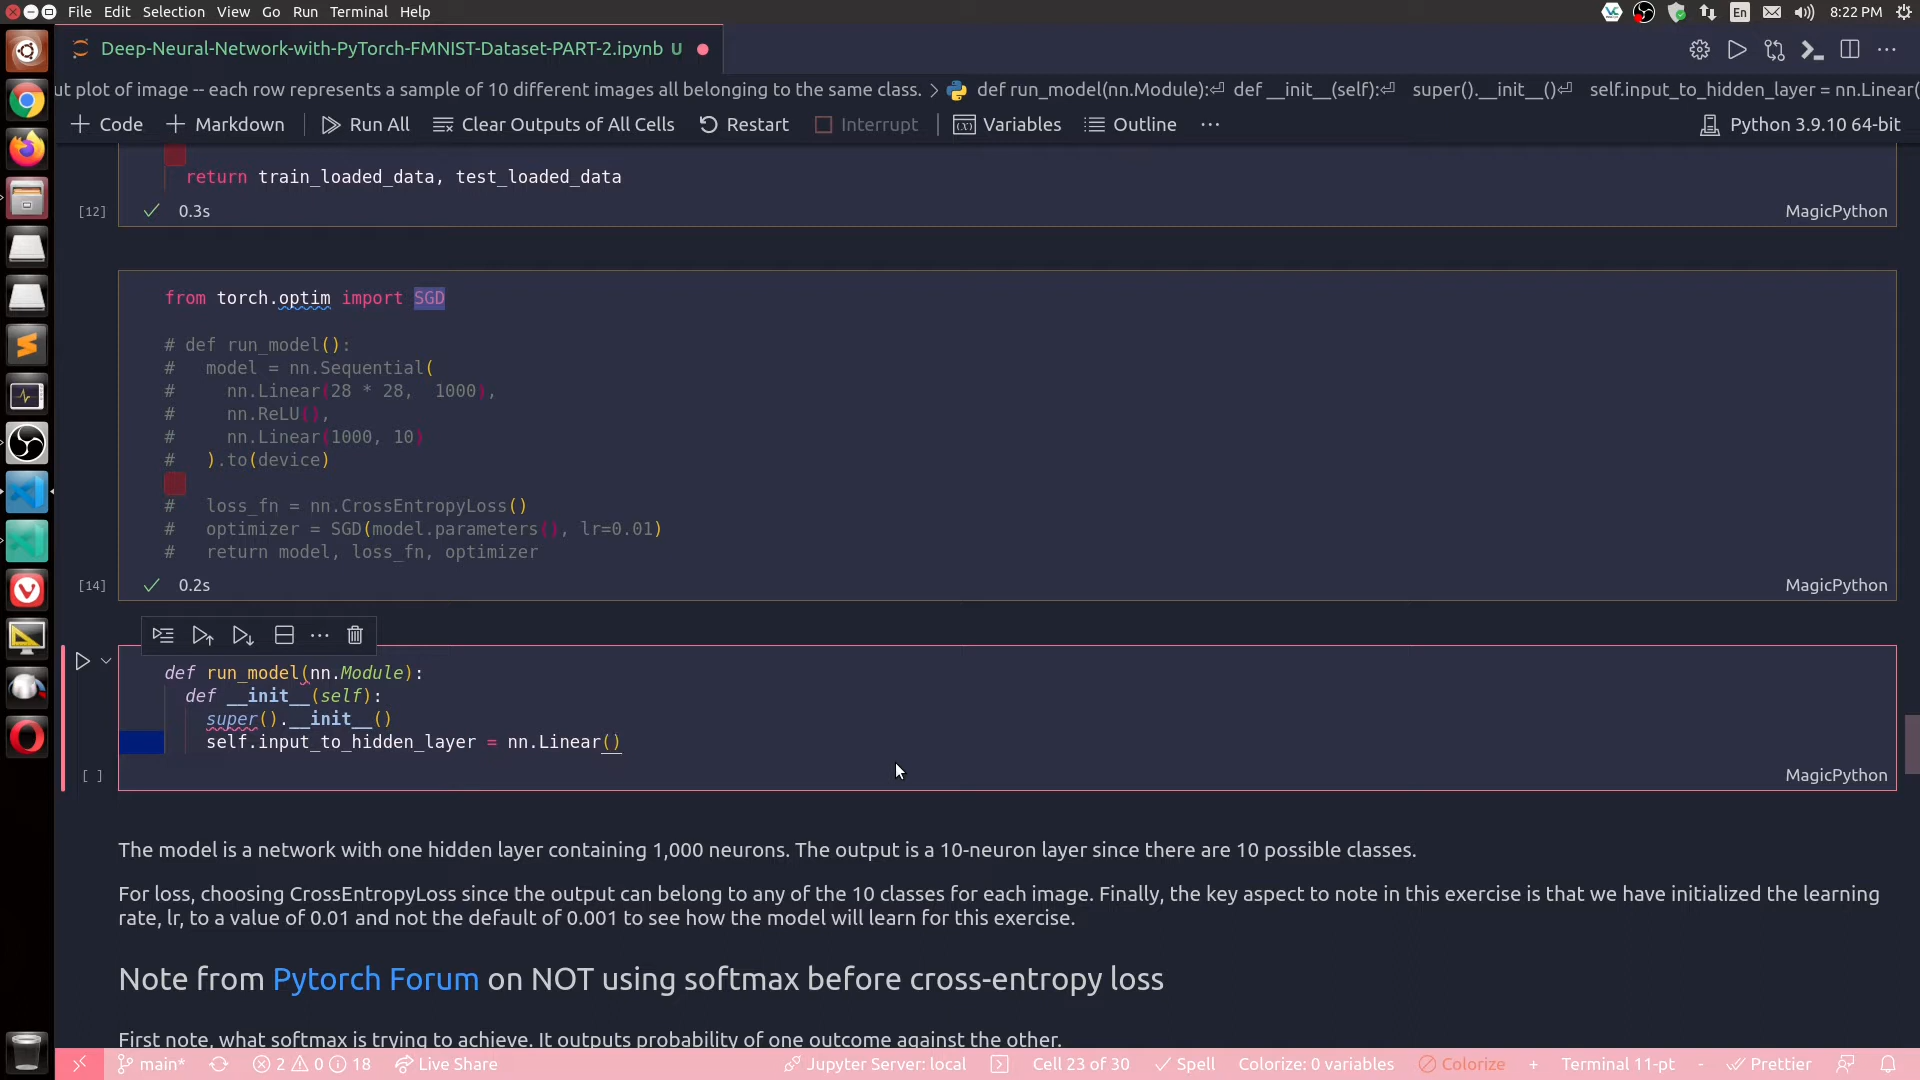 File Edit Selection View Go Run Terminal Help En 8:22 PM
Deep-Neural-Network-with-PyTorch-FMNIST-Dataset-PART-2.ipynb U
ut plot of image -- each row represents a sample of 10 different images all belonging to the same class. > def run_model(nn.Module):⏎ def __init__(self):⏎ super().__init__()⏎ self.input_to_hidden_layer = nn.Linear(
+ Code + Markdown Run All Clear Outputs of All Cells Restart Interrupt Variables Outline ... Python 3.9.10 64-bit
return train_loaded_data, test_loaded_data
[12] 0.3s MagicPython
from torch.optim import SGD
# def run_model():
# model = nn.Sequential(
# nn.Linear(28 * 28, 1000),
# nn.ReLU(),
# nn.Linear(1000, 10)
# ).to(device)
# loss_fn = nn.CrossEntropyLoss()
# optimizer = SGD(model.parameters(), lr=0.01)
# return model, loss_fn, optimizer
[14] 0.2s MagicPython
def run_model(nn.Module):
def __init__(self):
super().__init__()
self.input_to_hidden_layer = nn.Linear()
[ ] MagicPython
The model is a network with one hidden layer containing 1,000 neurons. The output is a 10-neuron layer since there are 10 possible classes.
For loss, choosing CrossEntropyLoss since the output can belong to any of the 10 classes for each image. Finally, the key aspect to note in this exercise is that we have initialized the learning
rate, lr, to a value of 0.01 and not the default of 0.001 to see how the model will learn for this exercise.
Note from Pytorch Forum on NOT using softmax before cross-entropy loss
First note, what softmax is trying to achieve. It outputs probability of one outcome against the other.
main* 2 0 18 Live Share Jupyter Server: local Cell 23 of 30 Spell Colorize: 0 variables Colorize + Terminal 11-pt - Prettier